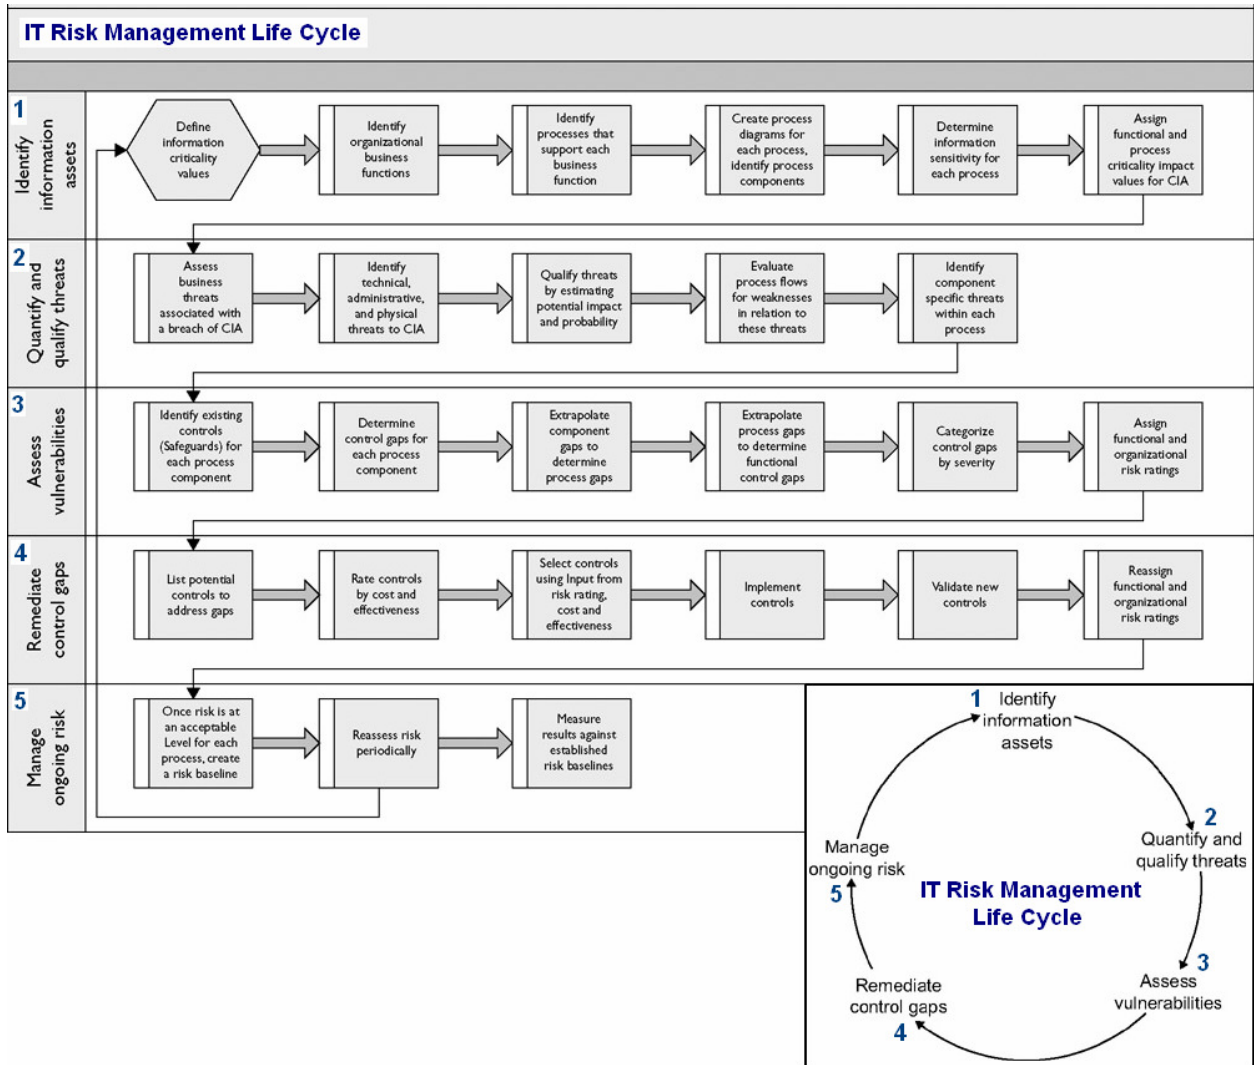 IT Risk Management Life Cycle
1
Identify
information
assets
Define
information
criticality
values
Identify
organizational
business
functions
Identify
processes that
support each
business
function
Create process
diagrams for
each process,
identify process
components
Determine
information
sensitivity for
each process
Assign
functional and
process
criticality impact
values for CIA
2
Quantify and
qualify threats
Assess
business
threats
associated with
a breach of CIA
Identify
technical,
administrative,
and physical
threats to CIA
Qualify threats
by estimating
potential impact
and probability
Evaluate
process flows
for weaknesses
in relation to
these threats
Identify
component
specific threats
within each
process
3
Assess
vulnerabilities
Identify existing
controls
(Safeguards) for
each process
component
Determine
control gaps for
each process
component
Extrapolate
component
gaps to
determine
process gaps
Extrapolate
process gaps
to determine
functional
control gaps
Categorize
control gaps
by severity
Assign
functional and
organizational
risk ratings
4
Remediate
control gaps
List potential
controls to
address gaps
Rate controls
by cost and
effectiveness
Select controls
using Input from
risk rating,
cost and
effectiveness
Implement
controls
Validate new
controls
Reassign
functional and
organizational
risk ratings
5
Manage
ongoing risk
Once risk is at
an acceptable
Level for each
process, create
a risk baseline
Reassess risk
periodically
Measure
results against
established
risk baselines
1
Identify
information
assets
2
Quantify and
qualify threats
3
Assess
vulnerabilities
Remediate
control gaps
4
Manage
ongoing risk
5
IT Risk Management
Life Cycle